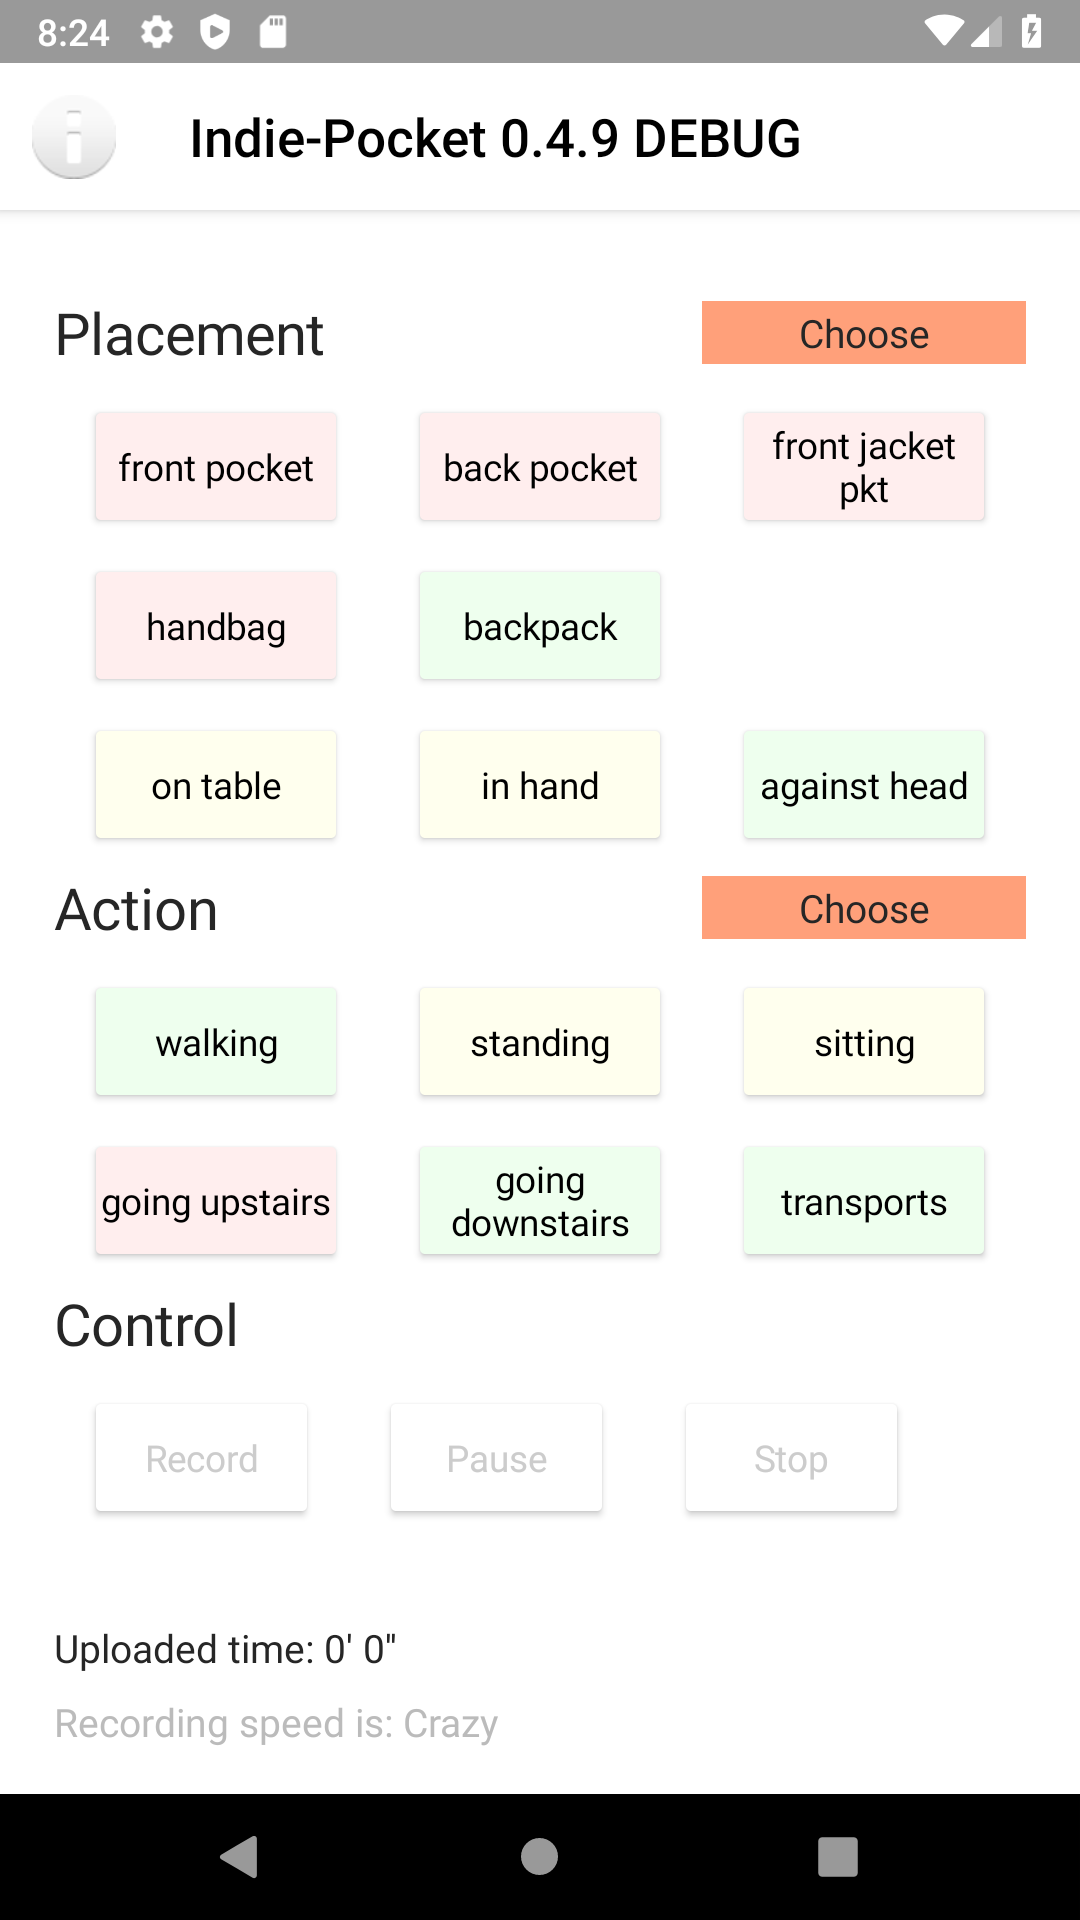 8:24
Indie-Pocket 0.4.9 DEBUG
Placement
Choose
front pocket
back pocket
front jacket
pkt
handbag
backpack
on table
in hand
against head
Action
Choose
walking
standing
sitting
going upstairs
going
downstairs
transports
Control
Record
Pause
Stop
Uploaded time: 0' 0"
Recording speed is: Crazy